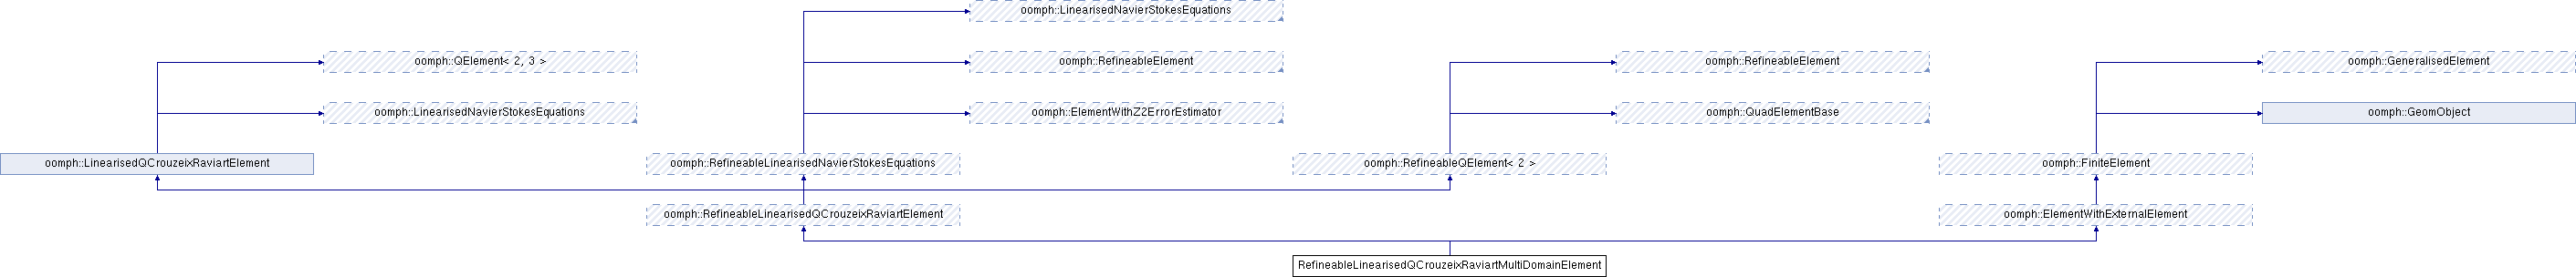 oomph::LinearisedNavierStokesEquations
oomph::QElement< 2, 3 >
oomph::RefineableElement
oomph::RefineableElement
oomph::GeneralisedElement
oomph::LinearisedNavierStokesEquations
oomph::ElementWithZ2ErrorEstimator
oomph::QuadElementBase
oomph::GeomObject
oomph::LinearisedQCrouzeixRaviartElement
oomph::RefineableLinearisedNavierStokesEquations
oomph::RefineableQElement< 2 >
oomph::FiniteElement
oomph::RefineableLinearisedQCrouzeixRaviartElement
oomph::ElementWithExternalElement
RefineableLinearisedQCrouzeixRaviartMultiDomainElement